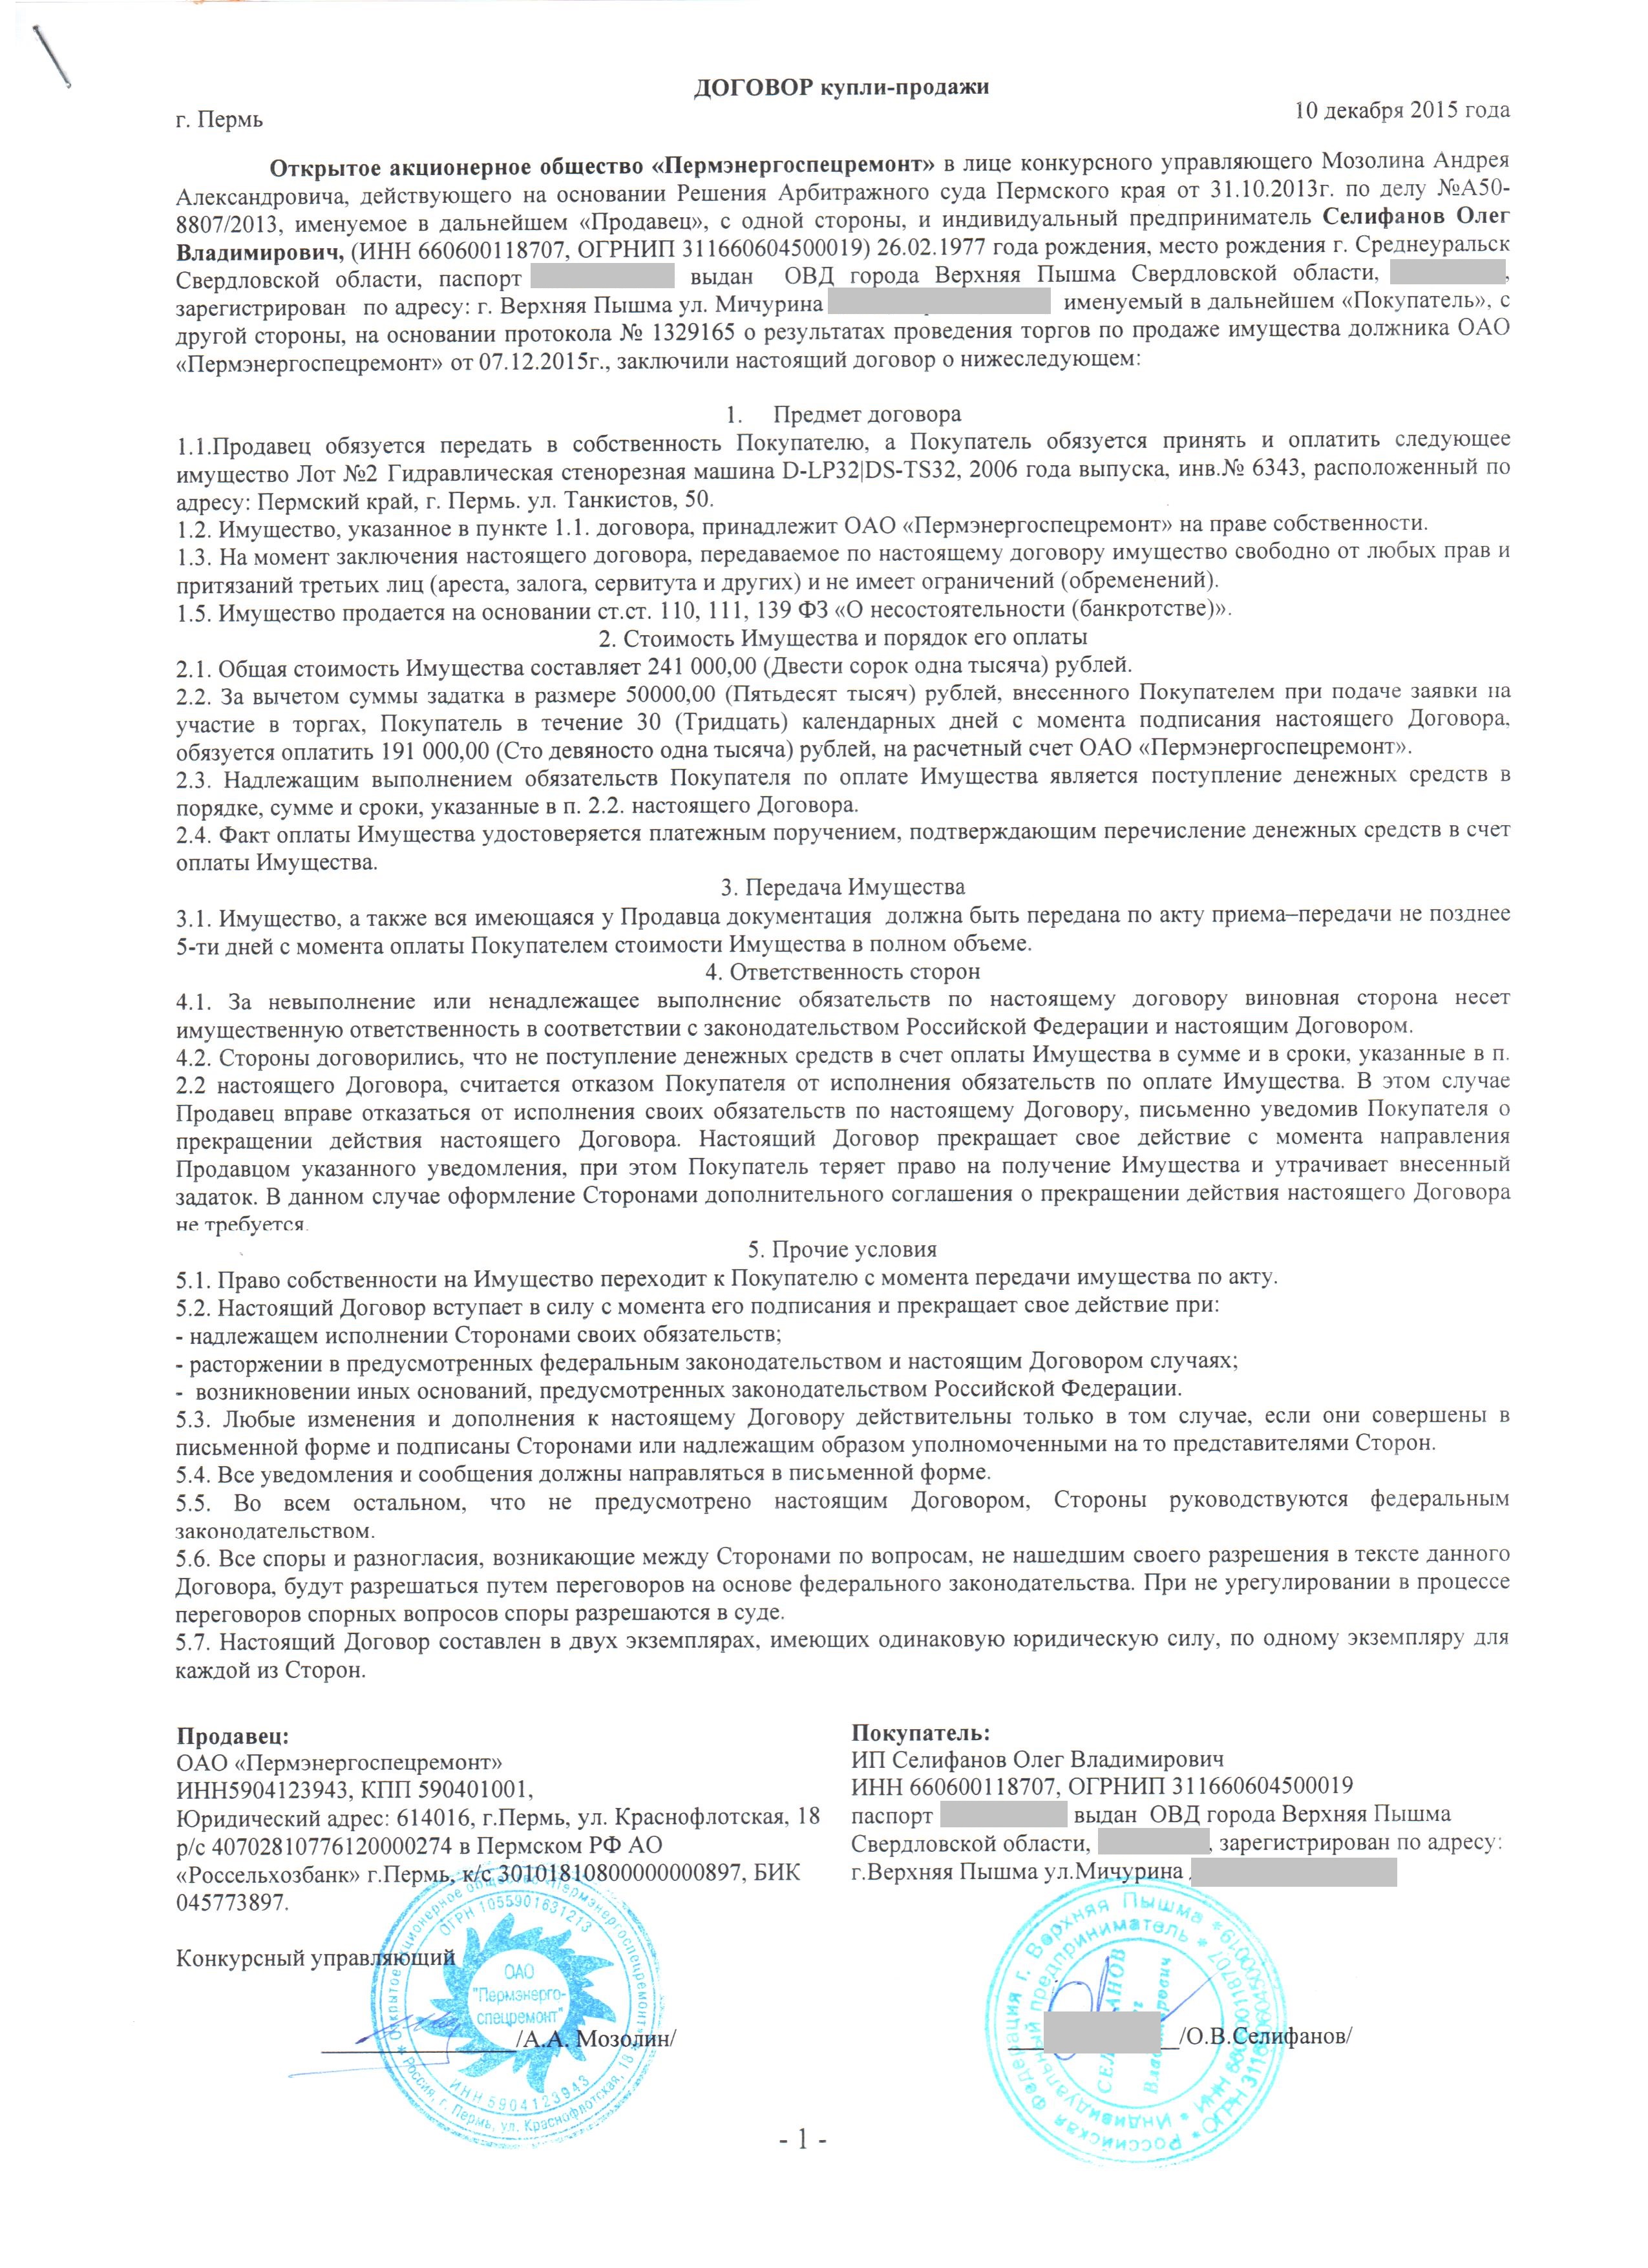 ДОГОВОР купли-продажи
г. Пермь
10 декабря 2015 года
Открытое акционерное общество «Пермэнергоспецремонт» в лице конкурсного управляющего Мозолина Андрея
Александровича, действующего на основании Решения Арбитражного суда Пермского края от 31.10.2013г. по делу №А50-
8807/2013, именуемое в дальнейшем «Продавец», с одной стороны, и индивидуальный предприниматель Селифанов Олег
Владимирович, (ИНН 660600118707, ОГРНИП 311660604500019) 26.02.1977 года рождения, место рождения г. Среднеуральск
Свердловской области, паспорт выдан ОВД города Верхняя Пышма Свердловской области, ,
зарегистрирован по адресу: г. Верхняя Пышма ул. Мичурина именуемый в дальнейшем «Покупатель», с
другой стороны, на основании протокола № 1329165 о результатах проведения торгов по продаже имущества должника ОАО
«Пермэнергоспецремонт» от 07.12.2015г., заключили настоящий договор о нижеследующем:
1. Предмет договора
1.1.Продавец обязуется передать в собственность Покупателю, а Покупатель обязуется принять и оплатить следующее
имущество Лот №2 Гидравлическая стенорезная машина D-LP32|DS-TS32, 2006 года выпуска, инв.№ 6343, расположенный по
адресу: Пермский край, г. Пермь. ул. Танкистов, 50.
1.2. Имущество, указанное в пункте 1.1. договора, принадлежит ОАО «Пермэнергоспецремонт» на праве собственности.
1.3. На момент заключения настоящего договора, передаваемое по настоящему договору имущество свободно от любых прав и
притязаний третьих лиц (ареста, залога, сервитута и других) и не имеет ограничений (обременений).
1.5. Имущество продается на основании ст.ст. 110, 111, 139 ФЗ «О несостоятельности (банкротстве)».
2. Стоимость Имущества и порядок его оплаты
2.1. Общая стоимость Имущества составляет 241 000,00 (Двести сорок одна тысяча) рублей.
2.2. За вычетом суммы задатка в размере 50000,00 (Пятьдесят тысяч) рублей, внесенного Покупателем при подаче заявки на
участие в торгах, Покупатель в течение 30 (Тридцать) календарных дней с момента подписания настоящего Договора,
обязуется оплатить 191 000,00 (Сто девяносто одна тысяча) рублей, на расчетный счет ОАО «Пермэнергоспецремонт».
2.3. Надлежащим выполнением обязательств Покупателя по оплате Имущества является поступление денежных средств в
порядке, сумме и сроки, указанные в п. 2.2. настоящего Договора.
2.4. Факт оплаты Имущества удостоверяется платежным поручением, подтверждающим перечисление денежных средств в счет
оплаты Имущества.
3. Передача Имущества
3.1. Имущество, а также вся имеющаяся у Продавца документация должна быть передана по акту приема–передачи не позднее
5-ти дней с момента оплаты Покупателем стоимости Имущества в полном объеме.
4. Ответственность сторон
4.1. За невыполнение или ненадлежащее выполнение обязательств по настоящему договору виновная сторона несет
имущественную ответственность в соответствии с законодательством Российской Федерации и настоящим Договором.
4.2. Стороны договорились, что не поступление денежных средств в счет оплаты Имущества в сумме и в сроки, указанные в п.
2.2 настоящего Договора, считается отказом Покупателя от исполнения обязательств по оплате Имущества. В этом случае
Продавец вправе отказаться от исполнения своих обязательств по настоящему Договору, письменно уведомив Покупателя о
прекращении действия настоящего Договора. Настоящий Договор прекращает свое действие с момента направления
Продавцом указанного уведомления, при этом Покупатель теряет право на получение Имущества и утрачивает внесенный
задаток. В данном случае оформление Сторонами дополнительного соглашения о прекращении действия настоящего Договора
не требуется.
5. Прочие условия
5.1. Право собственности на Имущество переходит к Покупателю с момента передачи имущества по акту.
5.2. Настоящий Договор вступает в силу с момента его подписания и прекращает свое действие при:
- надлежащем исполнении Сторонами своих обязательств;
- расторжении в предусмотренных федеральным законодательством и настоящим Договором случаях;
- возникновении иных оснований, предусмотренных законодательством Российской Федерации.
5.3. Любые изменения и дополнения к настоящему Договору действительны только в том случае, если они совершены в
письменной форме и подписаны Сторонами или надлежащим образом уполномоченными на то представителями Сторон.
5.4. Все уведомления и сообщения должны направляться в письменной форме.
5.5. Во всем остальном, что не предусмотрено настоящим Договором, Стороны руководствуются федеральным
законодательством.
5.6. Все споры и разногласия, возникающие между Сторонами по вопросам, не нашедшим своего разрешения в тексте данного
Договора, будут разрешаться путем переговоров на основе федерального законодательства. При не урегулировании в процессе
переговоров спорных вопросов споры разрешаются в суде.
5.7. Настоящий Договор составлен в двух экземплярах, имеющих одинаковую юридическую силу, по одному экземпляру для
каждой из Сторон.
Продавец:
ОАО «Пермэнергоспецремонт»
ИНН5904123943, КПП 590401001,
Юридический адрес: 614016, г.Пермь, ул. Краснофлотская, 18
р/с 40702810776120000274 в Пермском РФ АО
«Россельхозбанк» г.Пермь, к/с 30101810800000000897, БИК
045773897.
Конкурсный управляющий
/А.А. Мозолин/
Открытое акционерное общество «Пермэнергоспецремонт»
Россия, г. Пермь, ул. Краснофлотская, 18
ОГРН 1055901631213
ИНН 5904123943
ОАО
"Пермэнерго-
спецремонт"
Покупатель:
ИП Селифанов Олег Владимирович
ИНН 660600118707, ОГРНИП 311660604500019
паспорт выдан ОВД города Верхняя Пышма
Свердловской области, , зарегистрирован по адресу:
г.Верхняя Пышма ул.Мичурина
/О.В.Селифанов/
Российская Федерация г. Верхняя Пышма
Индивидуальный предприниматель
ИНН 660600118707
- 1 -